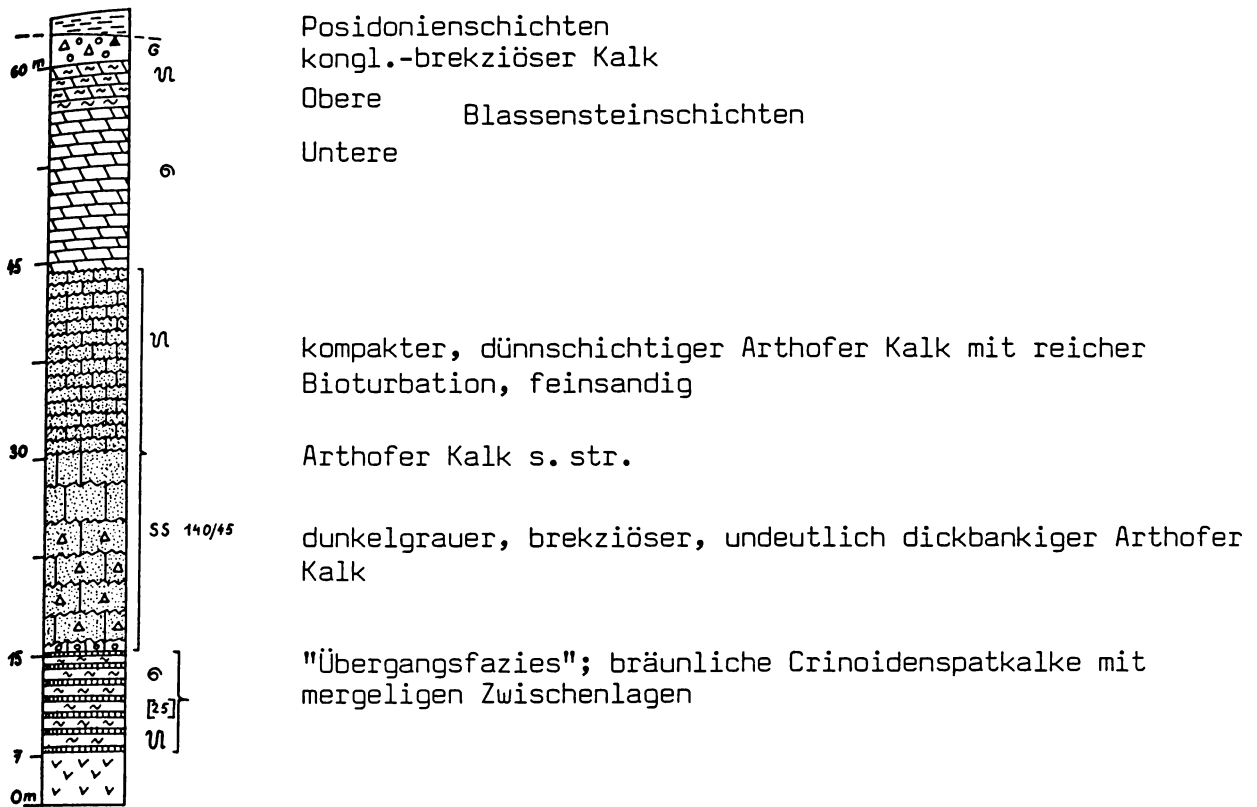 Posidonienschichten
kongl.-brekziöser Kalk
60 m
Obere
Blassensteinschichten
Untere
45
kompakter, dünnschichtiger Arthofer Kalk mit reicher
Bioturbation, feinsandig
30
Arthofer Kalk s. str.
SS 140/45
dunkelgrauer, brekziöser, undeutlich dickbankiger Arthofer
Kalk
15
"Übergangsfazies"; bräunliche Crinoidenspatkalke mit
mergeligen Zwischenlagen
[25]
7
0m